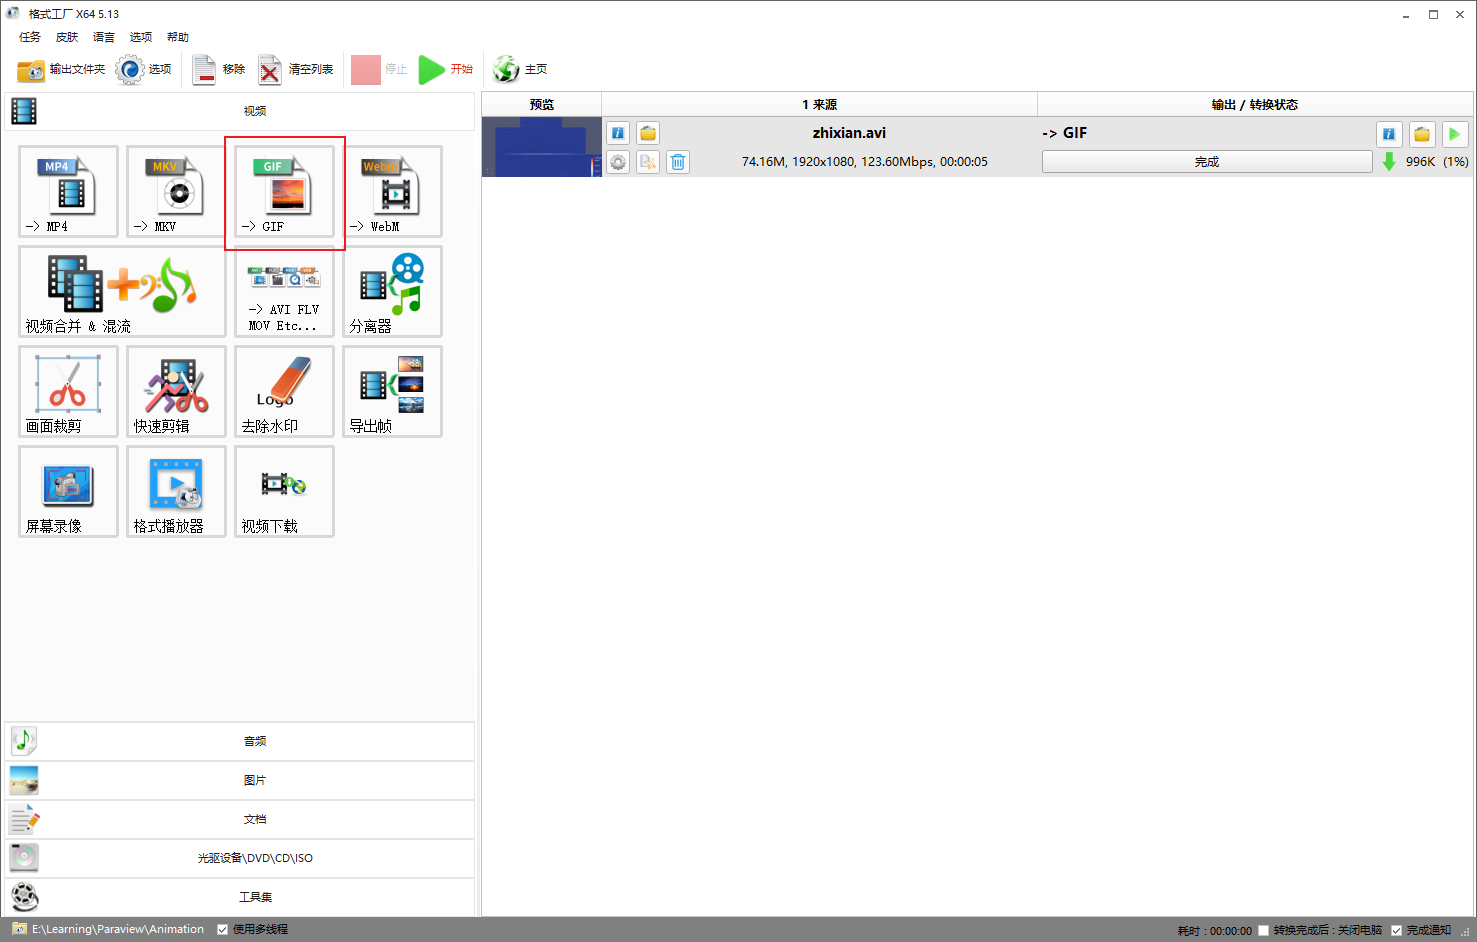 格式工厂 X64 5.13
任务 皮肤 语言 选项 帮助
输出文件夹 选项 移除 清空列表 停止 开始 主页
视频
预览 1 来源 输出 / 转换状态
zhixian.avi -> GIF
74.16M, 1920x1080, 123.60Mbps, 00:00:05 完成 996K (1%)
MP4 MKV GIF WebM
-> MP4 -> MKV -> GIF -> WebM
视频合并 & 混流
-> AVI FLV
MOV Etc...
分离器
Logo
画面裁剪 快速剪辑 去除水印 导出帧
屏幕录像 格式播放器 视频下载
音频
图片
文档
光驱设备\DVD\CD\ISO
工具集
E:\Learning\Paraview\Animation 使用多线程 耗时 : 00:00:00 转换完成后 : 关闭电脑 完成通知